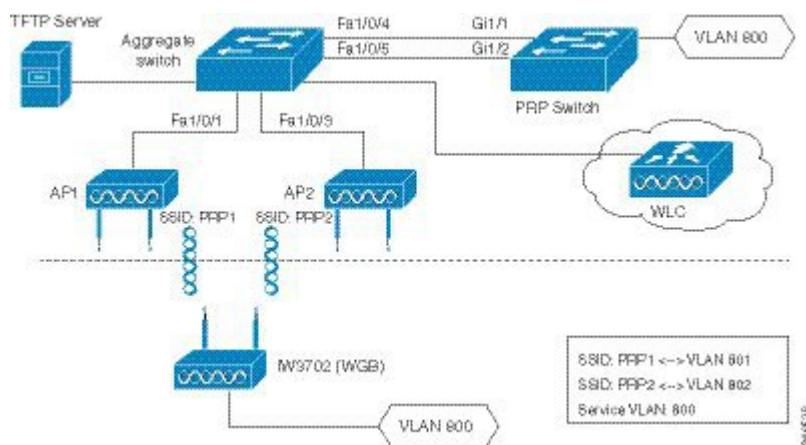 TFTP Server
Aggregate
switch
Fa1/0/4
Gi1/1
Fa1/0/5
Gi1/2
VLAN 800
PRP Switch
Fa1/0/1
Fa1/0/9
AP1
SSID: PRP1
SSID: PRP2
AP2
WLC
IW3702 (WGB)
VLAN 800
SSID: PRP1 <--> VLAN 801
SSID: PRP2 <--> VLAN 802
Service VLAN: 800